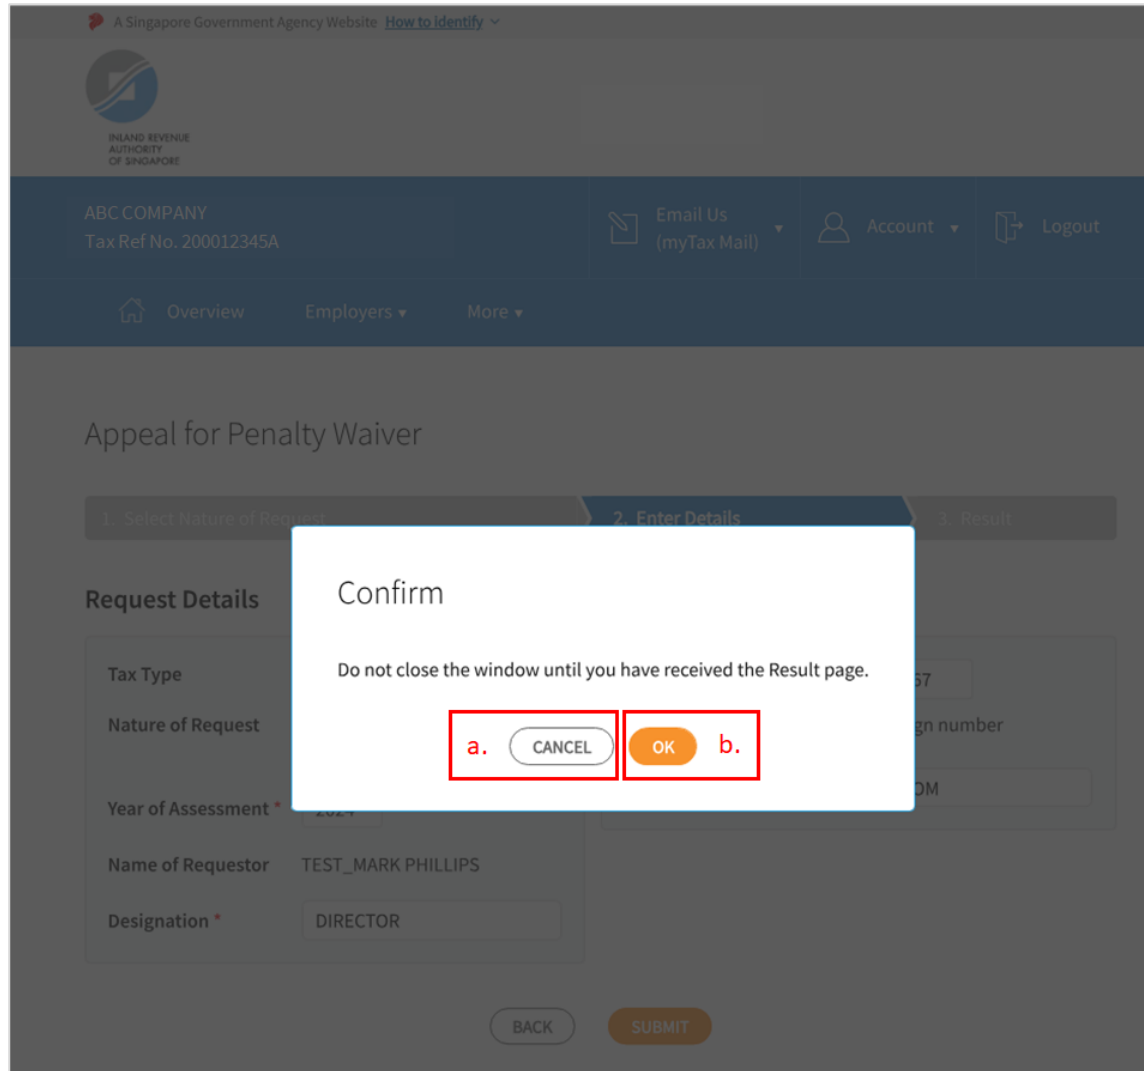 A Singapore Government Agency Website How to identify
INLAND REVENUE
AUTHORITY
OF SINGAPORE
ABC COMPANY
Tax Ref No. 200012345A
Email Us
(myTax Mail)
Account
Logout
Overview Employers More
Appeal for Penalty Waiver
1. Select Nature of Request 2. Enter Details 3. Result
Request Details
Confirm
Do not close the window until you have received the Result page.
a. CANCEL OK b.
Tax Type
57
Nature of Request
gn number
Year of Assessment * 2024
OM
Name of Requestor TEST_MARK PHILLIPS
Designation * DIRECTOR
BACK SUBMIT